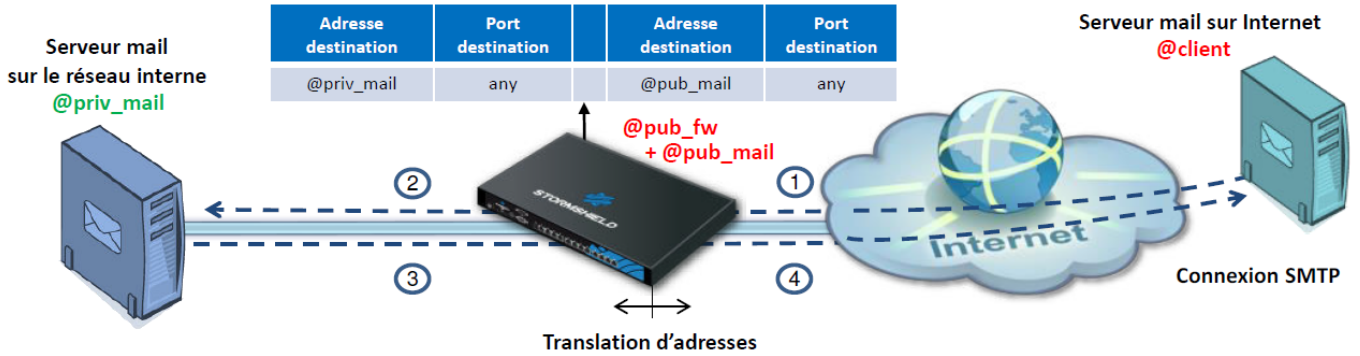 Adresse destination
Port destination
Adresse destination
Port destination
@priv_mail
any
@pub_mail
any
Serveur mail
sur le réseau interne
@priv_mail
Serveur mail sur Internet
@client
@pub_fw
+ @pub_mail
2
1
STORMSHIELD
Internet
3
4
Connexion SMTP
Translation d'adresses